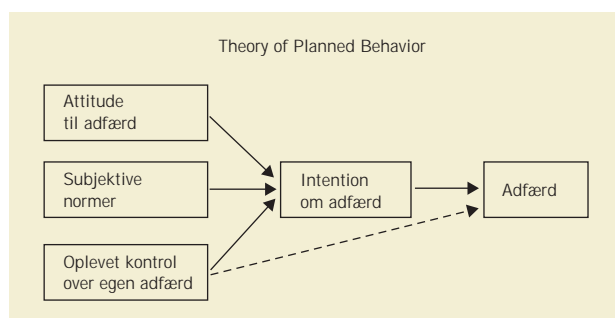 Theory of Planned Behavior
Attitude
til adfærd
Subjektive
normer
Intention
om adfærd
Adfærd
Oplevet kontrol
over egen adfærd